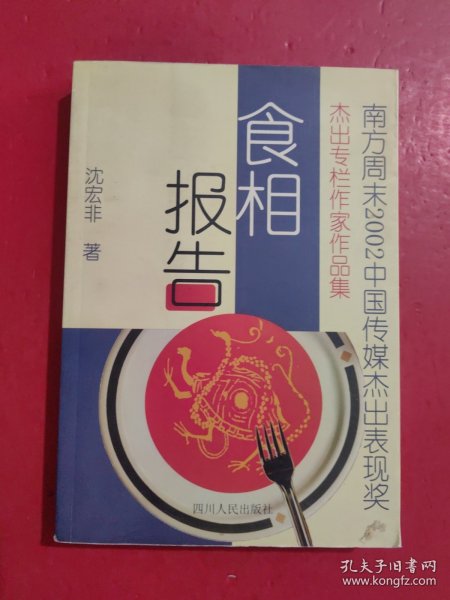 南方周末2002中国传媒杰出表现奖
杰出专栏作家作品集
食相
报告
沈宏非 著
四川人民出版社
孔夫子旧书网
www.kongfz.com